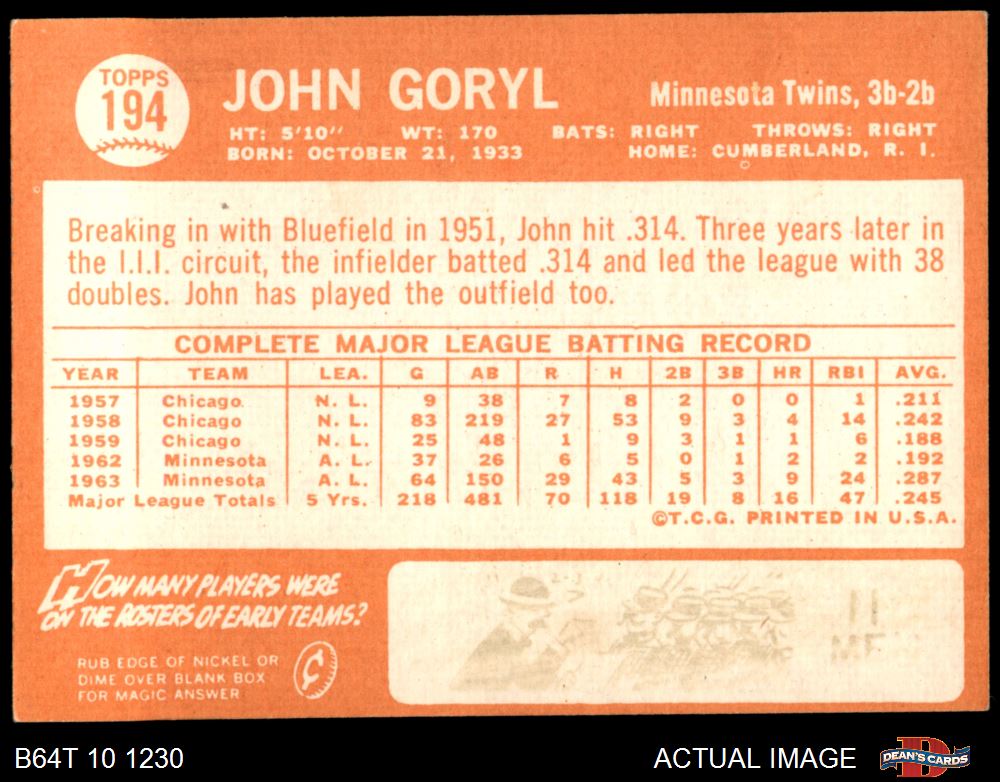 TOPPS
194
JOHN GORYL
Minnesota Twins, 3b-2b
HT: 5'10" WT: 170 BATS: RIGHT THROWS: RIGHT
BORN: OCTOBER 21, 1933 HOME: CUMBERLAND, R. I.
Breaking in with Bluefield in 1951, John hit .314. Three years later in
the I.I.I. circuit, the infielder batted .314 and led the league with 38
doubles. John has played the outfield too.
COMPLETE MAJOR LEAGUE BATTING RECORD
YEAR TEAM LEA. G AB R H 2B 3B HR RBI AVG.
1957 Chicago N. L. 9 38 7 8 2 0 0 1 .211
1958 Chicago N. L. 83 219 27 53 9 3 4 14 .242
1959 Chicago N. L. 25 48 1 9 3 1 1 6 .188
1962 Minnesota A. L. 37 26 6 5 0 1 2 2 .192
1963 Minnesota A. L. 64 150 29 43 5 3 9 24 .287
Major League Totals 5 Yrs. 218 481 70 118 19 8 16 47 .245
©T.C.G. PRINTED IN U.S.A.
HOW MANY PLAYERS WERE
ON THE ROSTERS OF EARLY TEAMS?
RUB EDGE OF NICKEL OR
DIME OVER BLANK BOX
FOR MAGIC ANSWER
11
B64T 10 1230
ACTUAL IMAGE
DEAN'S CARDS